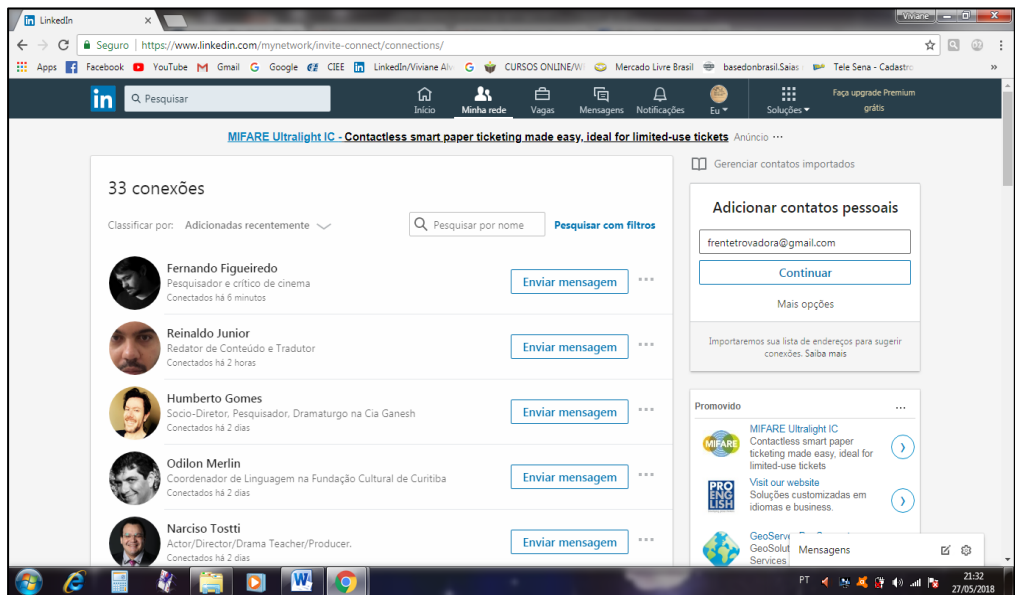 LinkedIn
Viviane
Seguro | https://www.linkedin.com/mynetwork/invite-connect/connections/
Apps Facebook YouTube Gmail Google CIEE LinkedIn/Viviane Alv CURSOS ONLINE/W Mercado Livre Brasil basedonbrasil.Saias Tele Sena - Cadastro »
in Pesquisar
Início Minha rede Vagas Mensagens Notificações Eu Soluções
Faça upgrade Premium
grátis
MIFARE Ultralight IC - Contactless smart paper ticketing made easy, ideal for limited-use tickets Anúncio ···
33 conexões
Classificar por: Adicionadas recentemente
Pesquisar por nome Pesquisar com filtros
Fernando Figueiredo
Pesquisador e crítico de cinema
Conectados há 6 minutos
Enviar mensagem
Reinaldo Junior
Redator de Conteúdo e Tradutor
Conectados há 2 horas
Enviar mensagem
Humberto Gomes
Socio-Diretor, Pesquisador, Dramaturgo na Cia Ganesh
Conectados há 2 dias
Enviar mensagem
Odilon Merlin
Coordenador de Linguagem na Fundação Cultural de Curitiba
Conectados há 2 dias
Enviar mensagem
Narciso Tostti
Actor/Director/Drama Teacher/Producer.
Conectados há 2 dias
Enviar mensagem
Gerenciar contatos importados
Adicionar contatos pessoais
frentetrovadora@gmail.com
Continuar
Mais opções
Importaremos sua lista de endereços para sugerir
conexões. Saiba mais
Promovido ...
MIFARE
MIFARE Ultralight IC
Contactless smart paper
ticketing made easy, ideal for
limited-use tickets
PRO
ENG
LISH
Visit our website
Soluções customizadas em
idiomas e business.
GeoServe
GeoSolut
Services
Mensagens
PT
21:32
27/05/2018